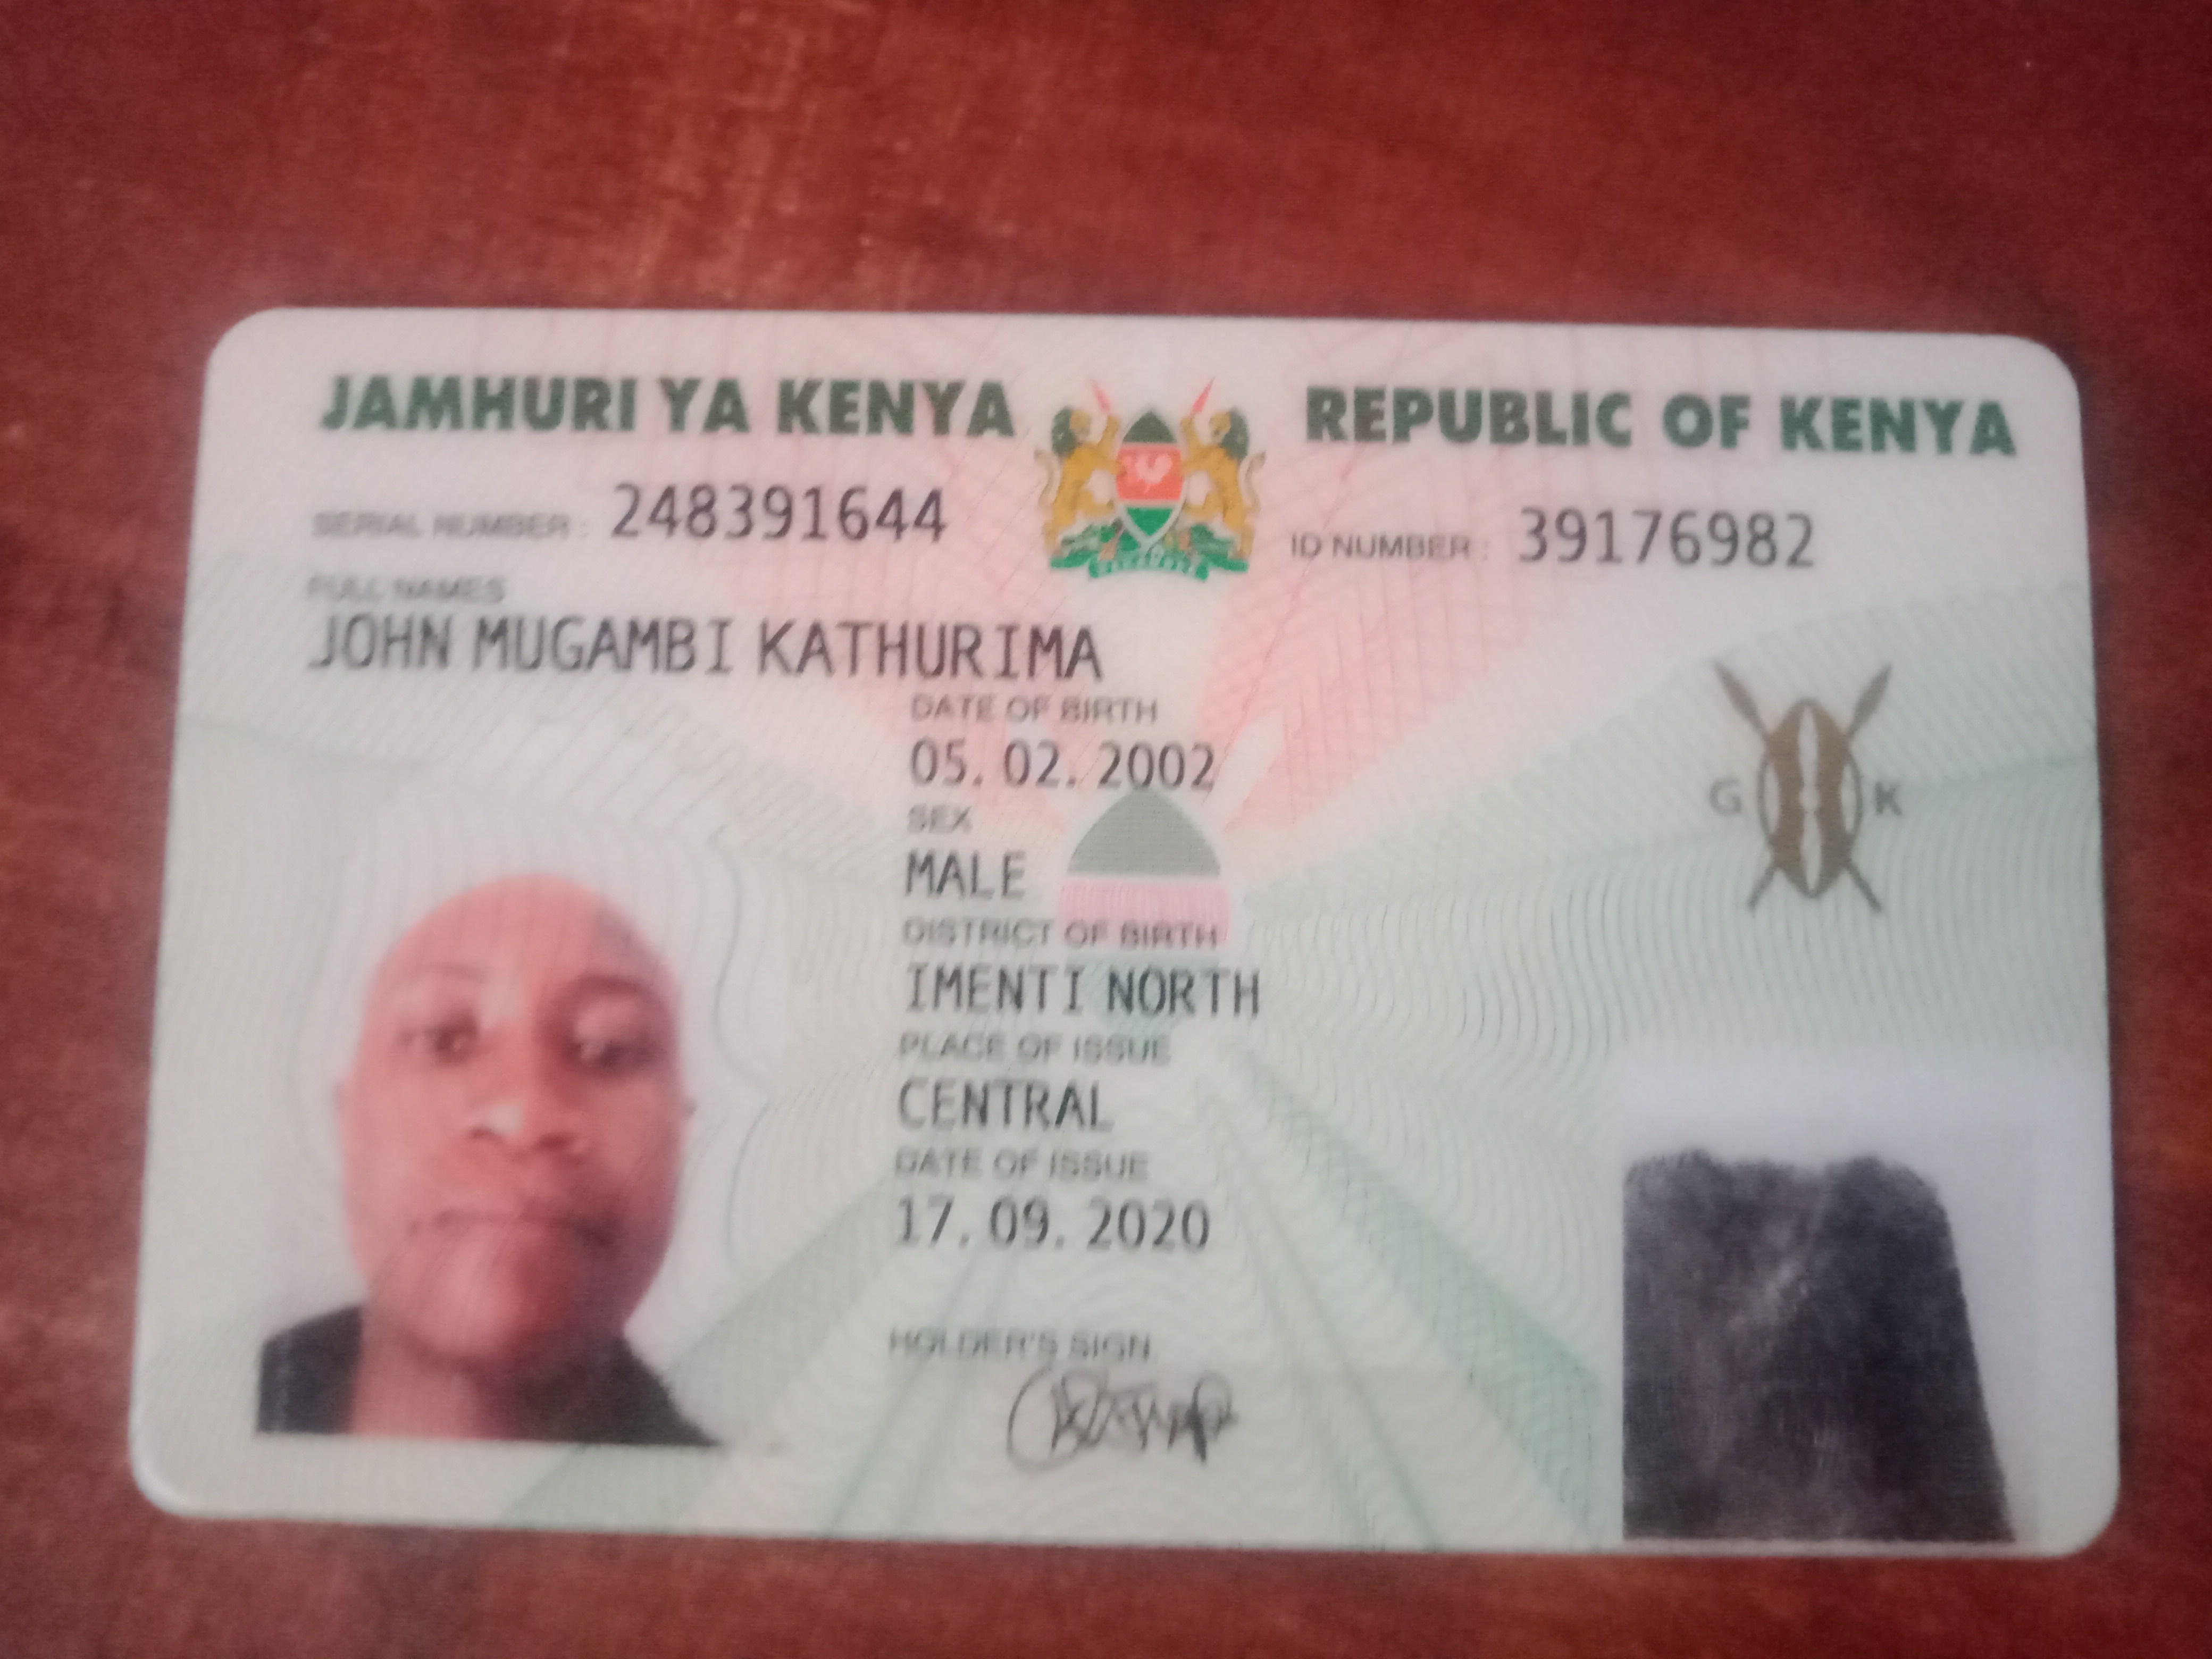 JAMHURI YA KENYA REPUBLIC OF KENYA
SERIAL NUMBER : 248391644 ID NUMBER : 39176982
FULL NAMES
JOHN MUGAMBI KATHURIMA
DATE OF BIRTH
05. 02. 2002
SEX
MALE
G K
DISTRICT OF BIRTH
IMENTI NORTH
PLACE OF ISSUE
CENTRAL
DATE OF ISSUE
17. 09. 2020
HOLDER'S SIGN